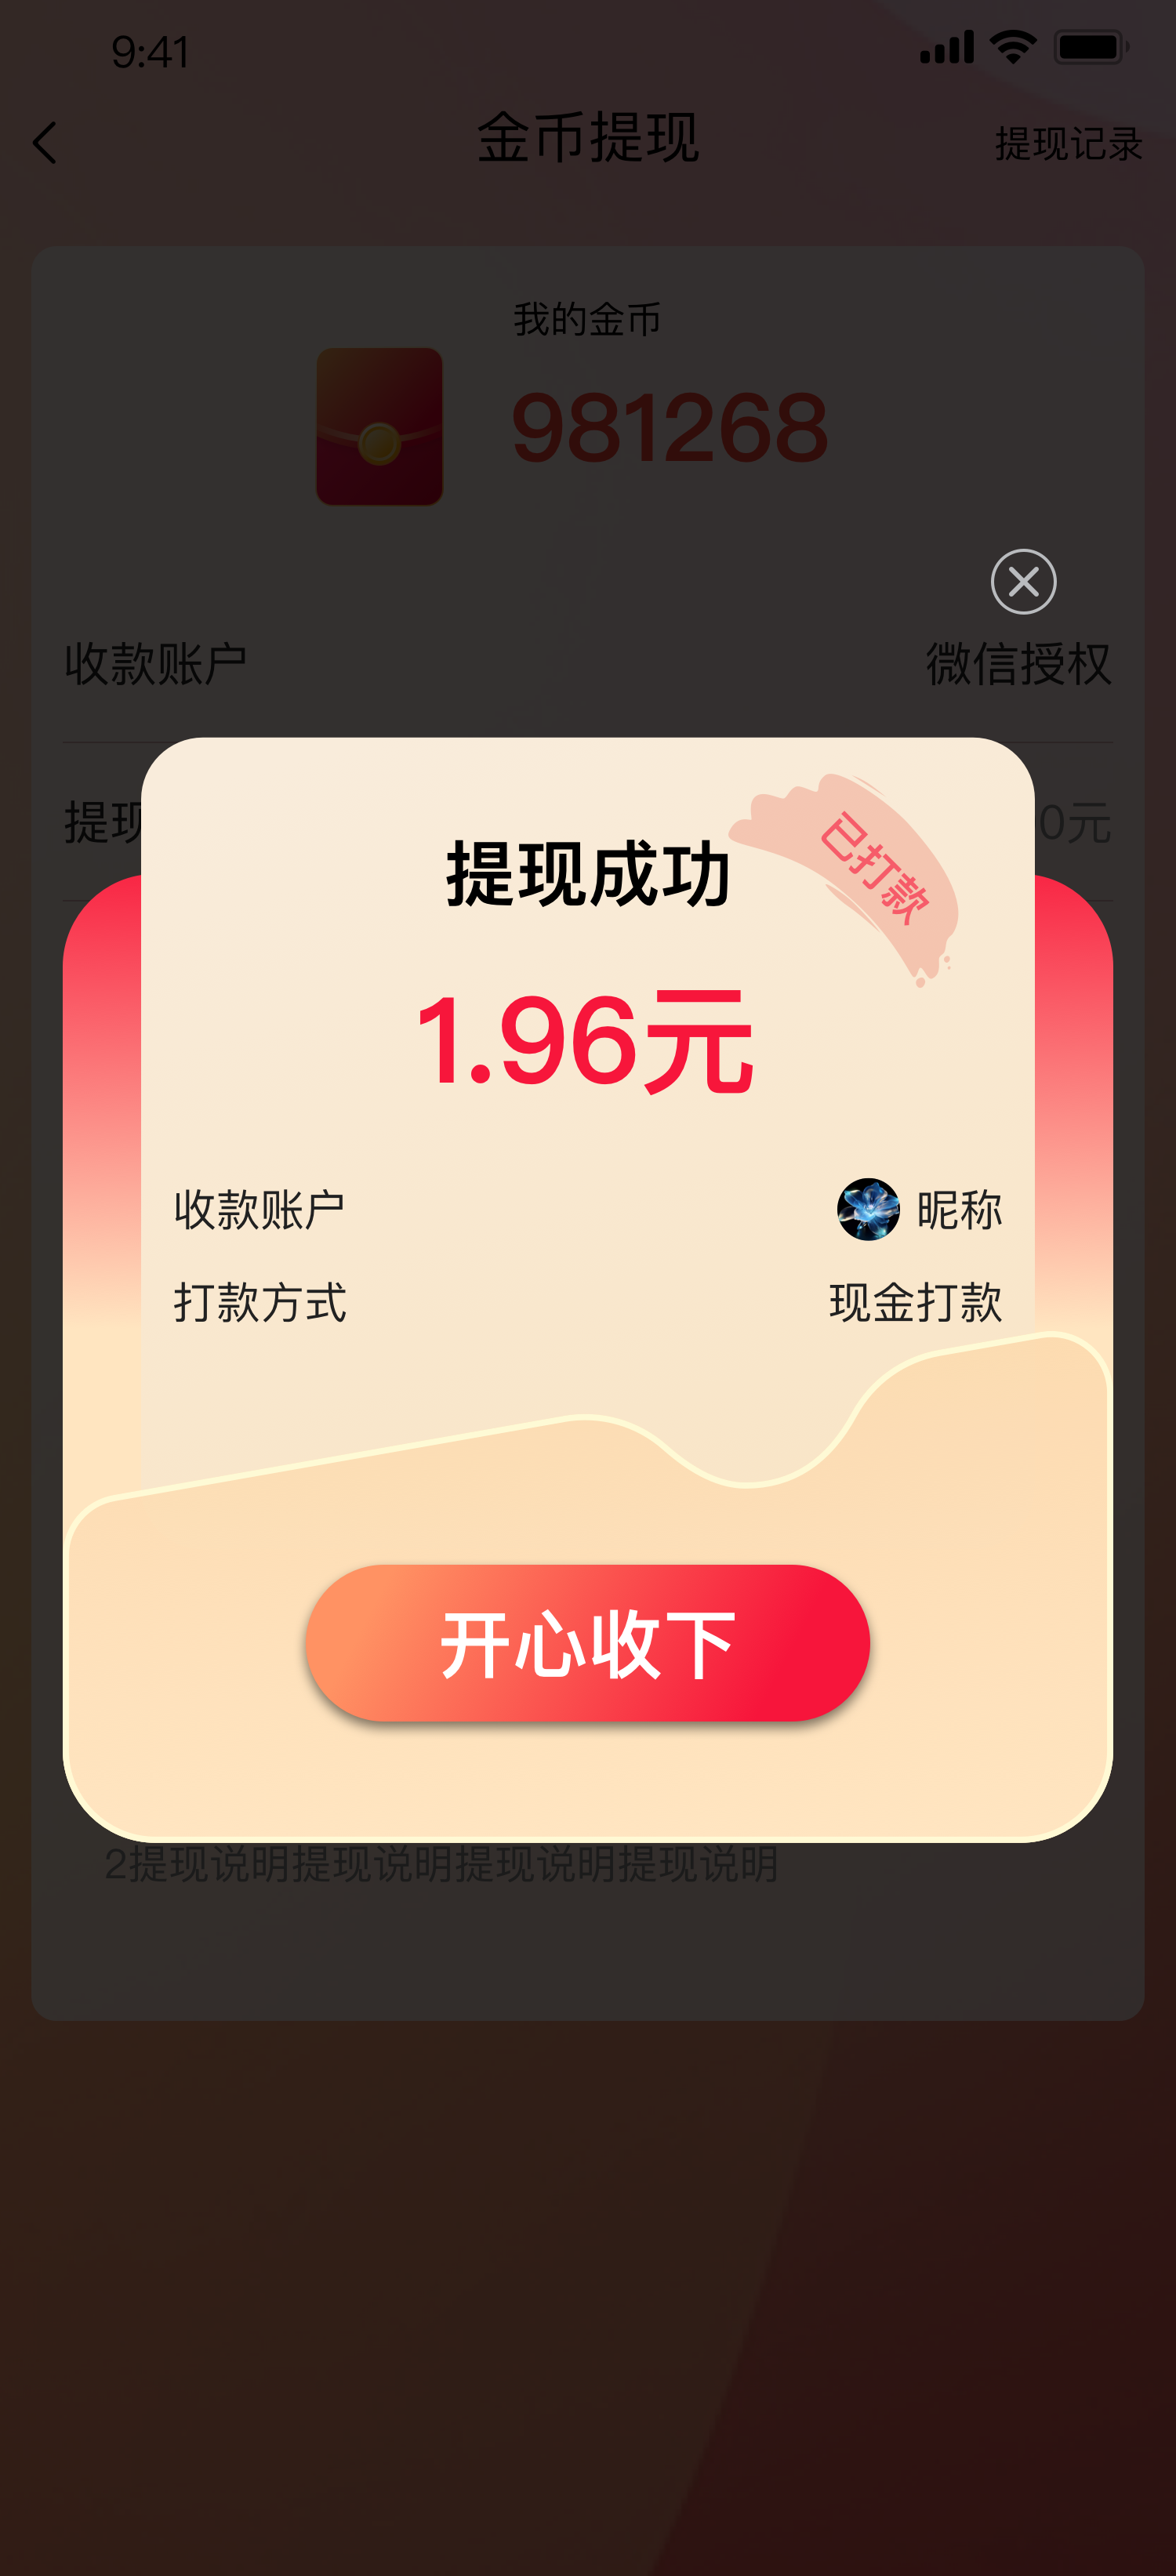 9:41
金币提现
提现记录
我的金币
981268
收款账户
微信授权
提现
0元
提现成功
已打款
1.96元
收款账户
昵称
打款方式
现金打款
开心收下
2提现说明提现说明提现说明提现说明